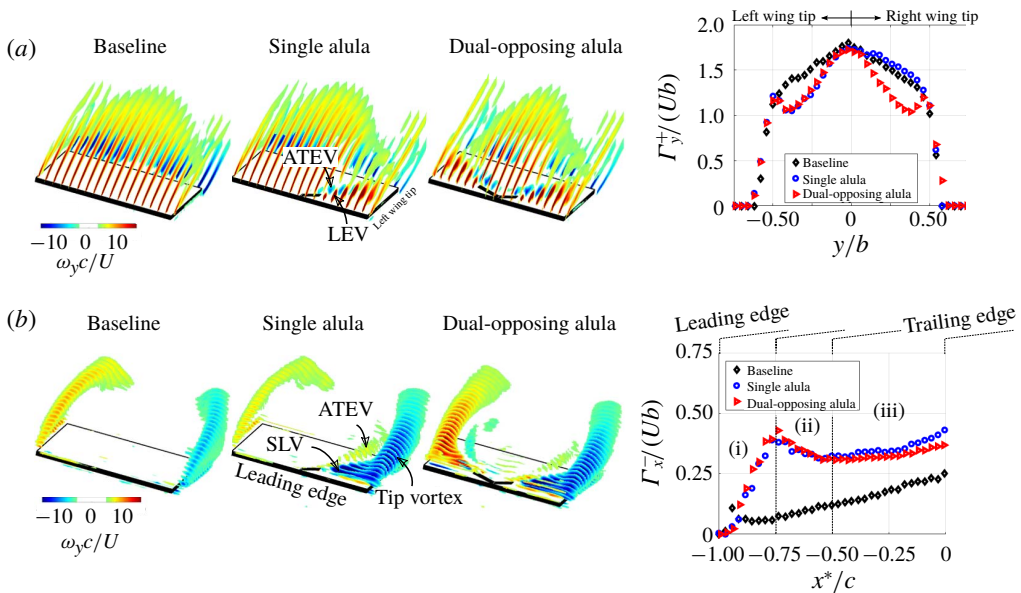 (a)
Baseline
Single alula
Dual-opposing alula
ATEV
LEV
Left wing tip
−10 0 10
ω_y c/U
Left wing tip
Right wing tip
2.0
1.5
1.0
0.5
0
Γ_y^+/(Ub)
Baseline
Single alula
Dual-opposing alula
−0.50 0 0.50
y/b
(b)
Baseline
Single alula
Dual-opposing alula
ATEV
SLV
Leading edge
Tip vortex
−10 0 10
ω_y c/U
Leading edge
Trailing edge
0.75
0.50
0.25
0
Γ_x^-/(Ub)
Baseline
Single alula
Dual-opposing alula
(i)
(ii)
(iii)
−1.00 −0.75 −0.50 −0.25 0
x*/c